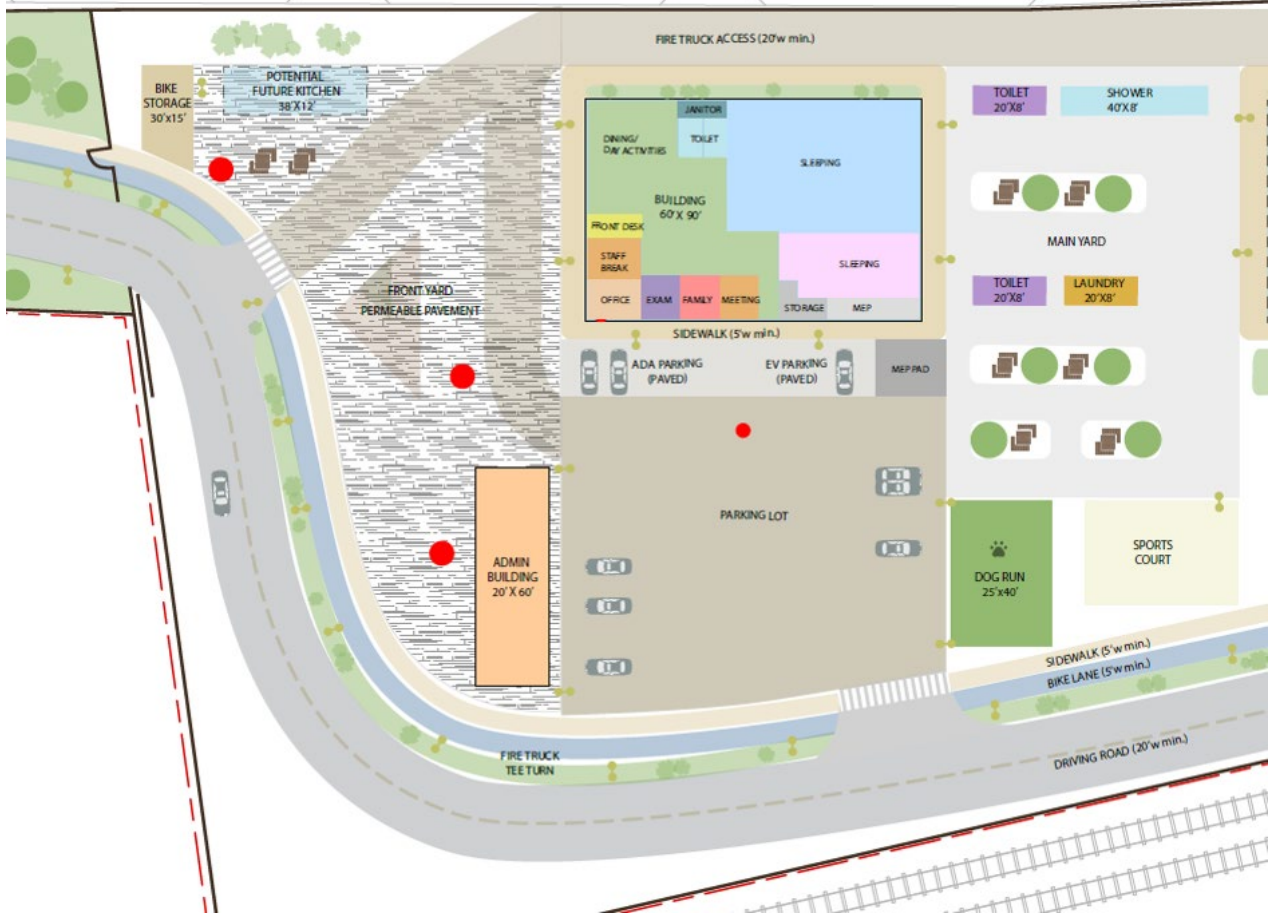 FIRE TRUCK ACCESS (20'w min.)
BIKE
STORAGE
30'x15'
POTENTIAL
FUTURE KITCHEN
38'X12'
JANITOR
TOILET
DINING/
DAY ACTIVITIES
SLEEPING
BUILDING
60'X 90'
FRONT DESK
STAFF
BREAK
SLEEPING
OFFICE
EXAM
FAMILY
MEETING
STORAGE
MEP
SIDEWALK (5'w min.)
TOILET
20'X8'
SHOWER
40'X8'
MAIN YARD
TOILET
20'X8'
LAUNDRY
20'X8'
FRONT YARD
PERMEABLE PAVEMENT
ADA PARKING
(PAVED)
EV PARKING
(PAVED)
MEP PAD
PARKING LOT
ADMIN
BUILDING
20' X 60'
DOG RUN
25'x40'
SPORTS
COURT
SIDEWALK (5'w min.)
BIKE LANE (5'w min.)
DRIVING ROAD (20'w min.)
FIRE TRUCK
TEE TURN